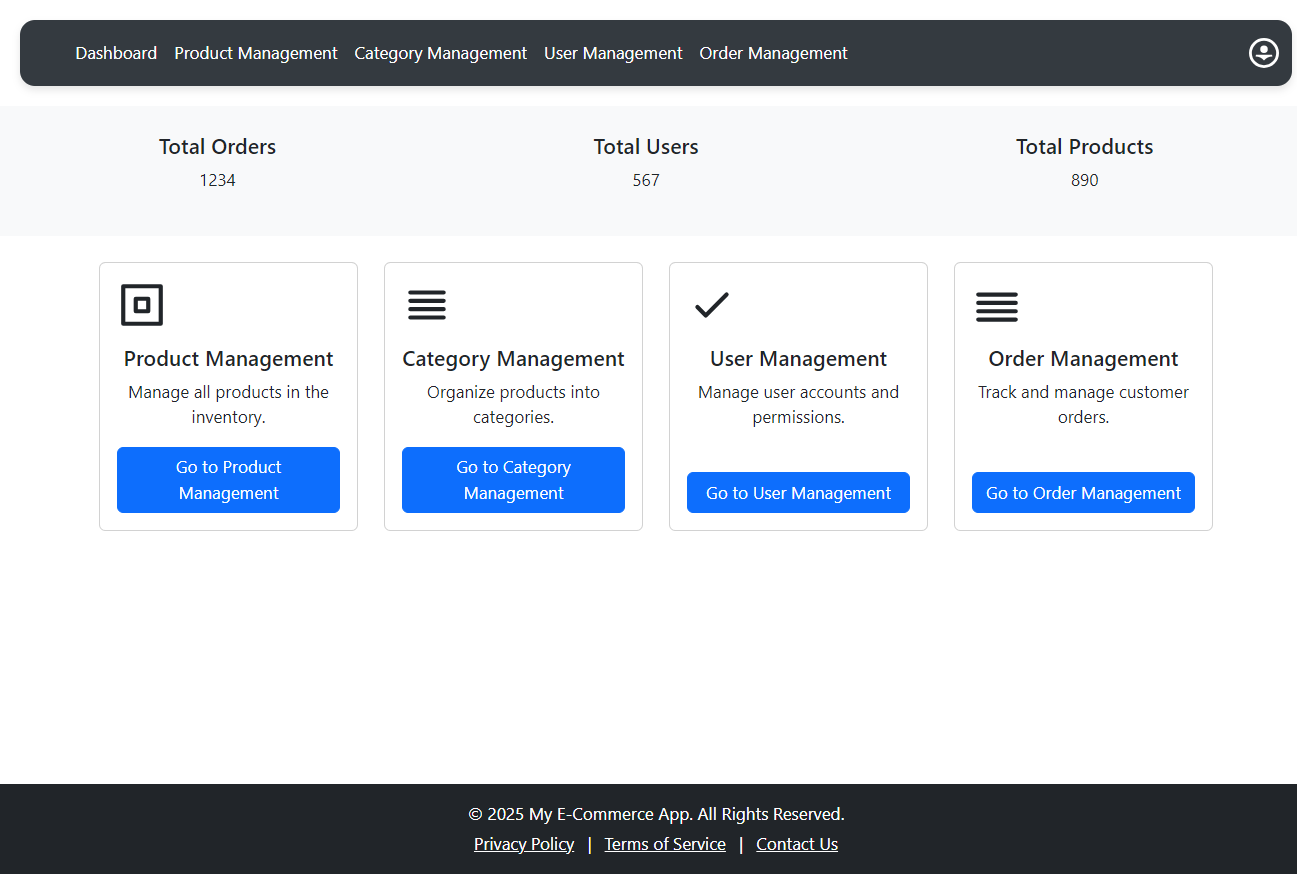 Dashboard Product Management Category Management User Management Order Management
Total Orders
1234
Total Users
567
Total Products
890
Product Management
Manage all products in the
inventory.
Go to Product
Management
Category Management
Organize products into
categories.
Go to Category
Management
User Management
Manage user accounts and
permissions.
Go to User Management
Order Management
Track and manage customer
orders.
Go to Order Management
© 2025 My E-Commerce App. All Rights Reserved.
Privacy Policy | Terms of Service | Contact Us